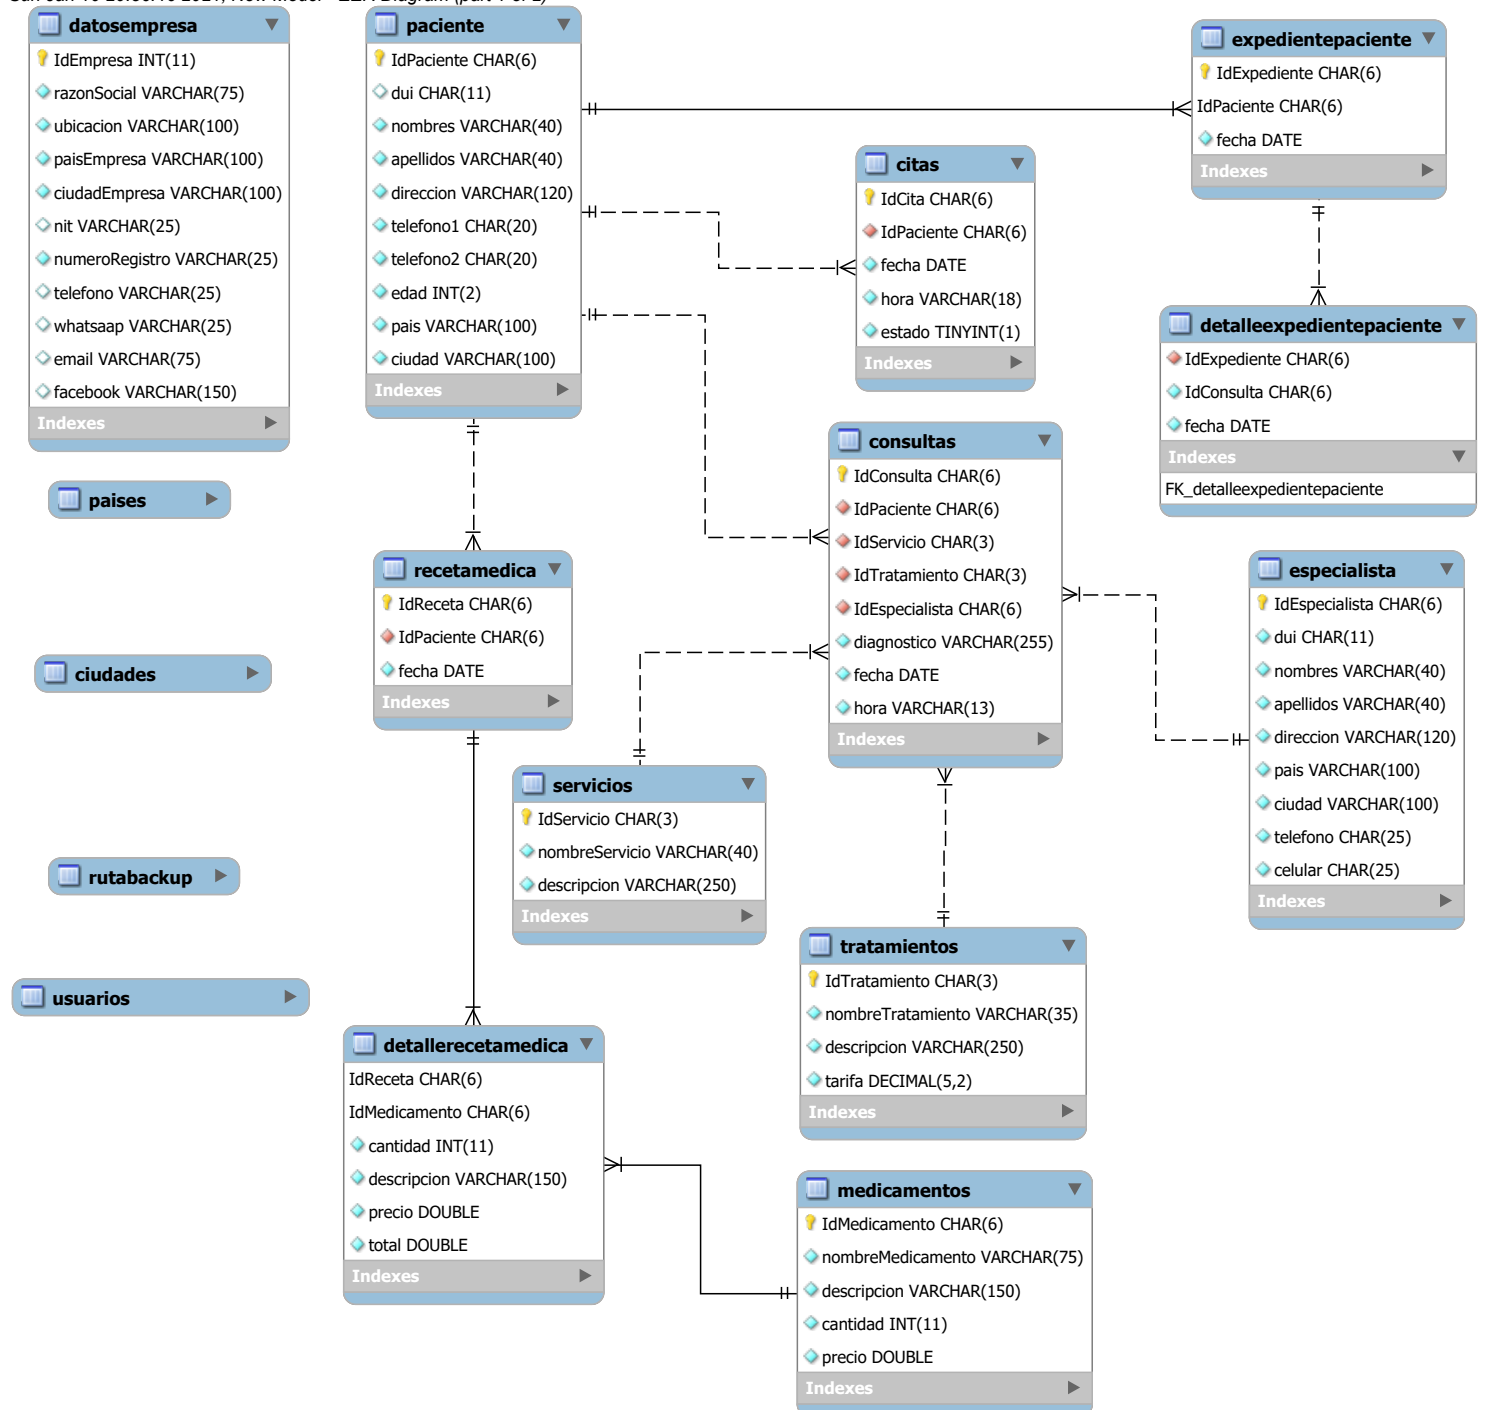 datosempresa
IdEmpresa INT(11)
razonSocial VARCHAR(75)
ubicacion VARCHAR(100)
paisEmpresa VARCHAR(100)
ciudadEmpresa VARCHAR(100)
nit VARCHAR(25)
numeroRegistro VARCHAR(25)
telefono VARCHAR(25)
whatsaap VARCHAR(25)
email VARCHAR(75)
facebook VARCHAR(150)
Indexes
paciente
IdPaciente CHAR(6)
dui CHAR(11)
nombres VARCHAR(40)
apellidos VARCHAR(40)
direccion VARCHAR(120)
telefono1 CHAR(20)
telefono2 CHAR(20)
edad INT(2)
pais VARCHAR(100)
ciudad VARCHAR(100)
Indexes
expedientepaciente
IdExpediente CHAR(6)
IdPaciente CHAR(6)
fecha DATE
Indexes
citas
IdCita CHAR(6)
IdPaciente CHAR(6)
fecha DATE
hora VARCHAR(18)
estado TINYINT(1)
Indexes
detalleexpedientepaciente
IdExpediente CHAR(6)
IdConsulta CHAR(6)
fecha DATE
Indexes
FK_detalleexpedientepaciente
consultas
IdConsulta CHAR(6)
IdPaciente CHAR(6)
IdServicio CHAR(3)
IdTratamiento CHAR(3)
IdEspecialista CHAR(6)
diagnostico VARCHAR(255)
fecha DATE
hora VARCHAR(13)
Indexes
paises
recetamedica
IdReceta CHAR(6)
IdPaciente CHAR(6)
fecha DATE
Indexes
especialista
IdEspecialista CHAR(6)
dui CHAR(11)
nombres VARCHAR(40)
apellidos VARCHAR(40)
direccion VARCHAR(120)
pais VARCHAR(100)
ciudad VARCHAR(100)
telefono CHAR(25)
celular CHAR(25)
Indexes
ciudades
servicios
IdServicio CHAR(3)
nombreServicio VARCHAR(40)
descripcion VARCHAR(250)
Indexes
rutabackup
tratamientos
IdTratamiento CHAR(3)
nombreTratamiento VARCHAR(35)
descripcion VARCHAR(250)
tarifa DECIMAL(5,2)
Indexes
usuarios
detallerecetamedica
IdReceta CHAR(6)
IdMedicamento CHAR(6)
cantidad INT(11)
descripcion VARCHAR(150)
precio DOUBLE
total DOUBLE
Indexes
medicamentos
IdMedicamento CHAR(6)
nombreMedicamento VARCHAR(75)
descripcion VARCHAR(150)
cantidad INT(11)
precio DOUBLE
Indexes